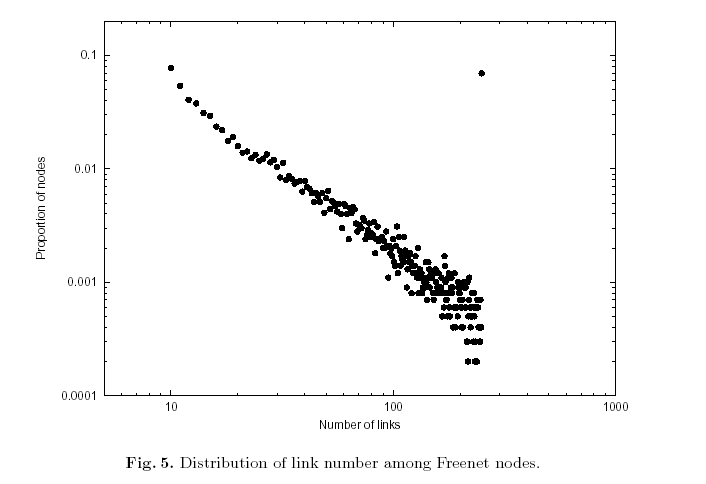 0.1
0.01
0.001
0.0001
Proportion of nodes
10 100 1000
Number of links
Fig. 5. Distribution of link number among Freenet nodes.